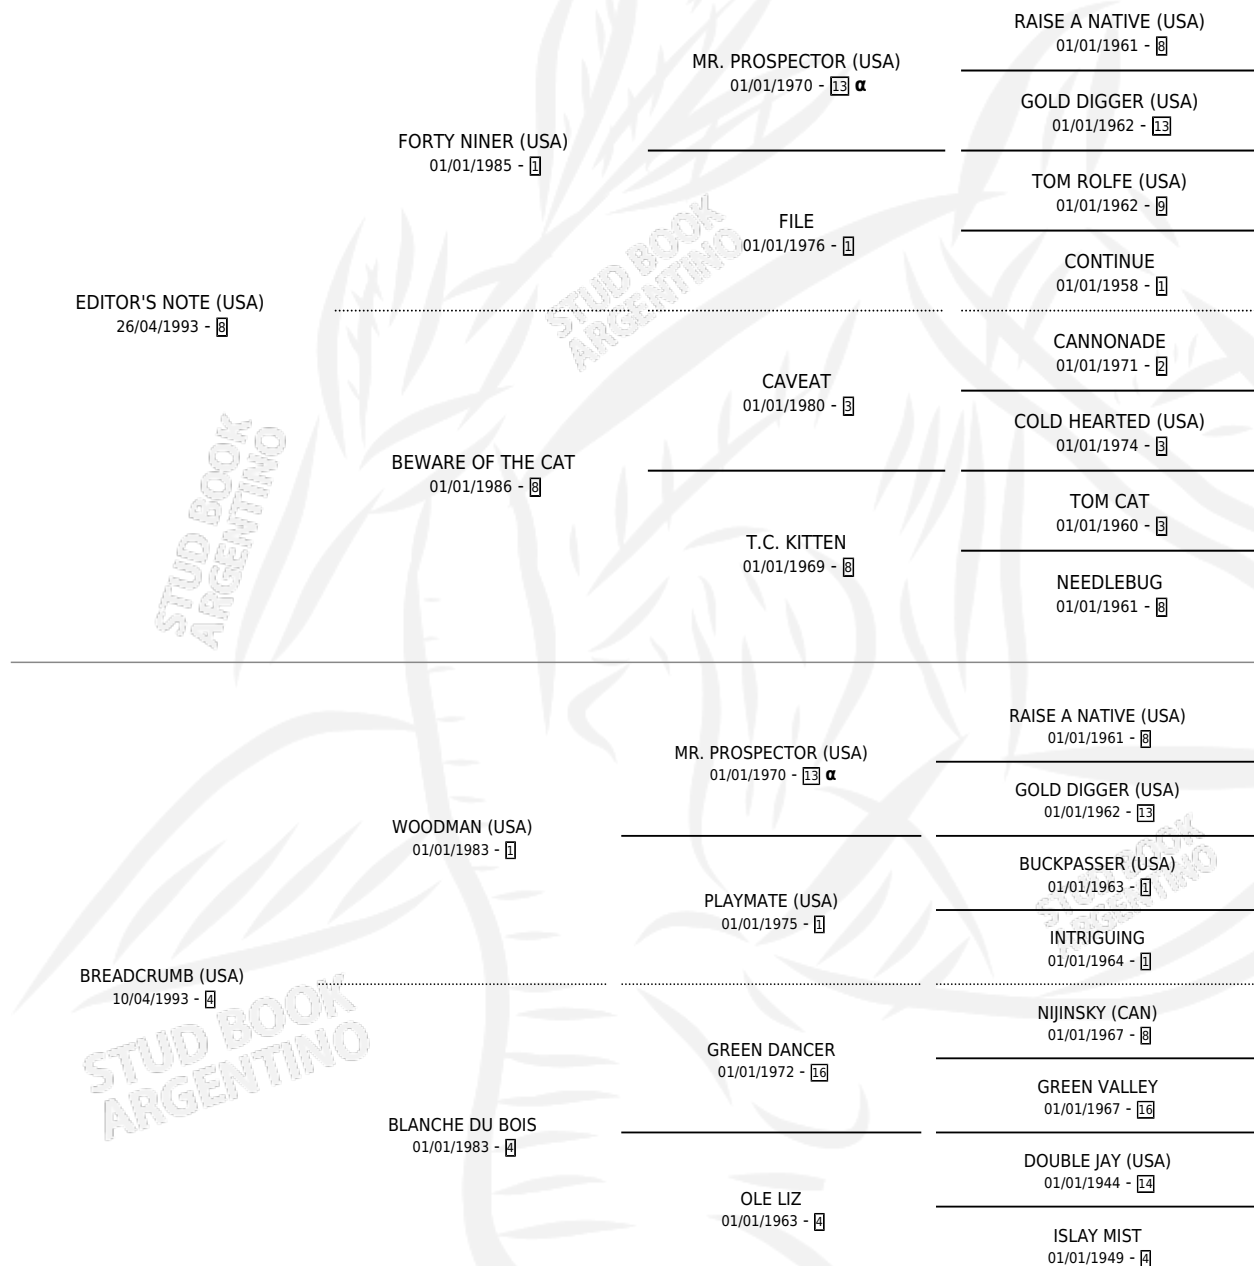 RAISE A NATIVE (USA)
01/01/1961 - 8
MR. PROSPECTOR (USA)
01/01/1970 - 13 α
GOLD DIGGER (USA)
01/01/1962 - 13
FORTY NINER (USA)
01/01/1985 - 1
TOM ROLFE (USA)
01/01/1962 - 9
FILE
01/01/1976 - 1
CONTINUE
01/01/1958 - 1
STUD BOOK
ARGENTINO
EDITOR'S NOTE (USA)
26/04/1993 - 8
CANNONADE
01/01/1971 - 2
CAVEAT
01/01/1980 - 3
COLD HEARTED (USA)
01/01/1974 - 3
BEWARE OF THE CAT
01/01/1986 - 8
TOM CAT
01/01/1960 - 3
T.C. KITTEN
01/01/1969 - 8
NEEDLEBUG
01/01/1961 - 8
STUD BOOK
ARGENTINO
RAISE A NATIVE (USA)
01/01/1961 - 8
MR. PROSPECTOR (USA)
01/01/1970 - 13 α
GOLD DIGGER (USA)
01/01/1962 - 13
WOODMAN (USA)
01/01/1983 - 1
BUCKPASSER (USA)
01/01/1963 - 1
PLAYMATE (USA)
01/01/1975 - 1
INTRIGUING
01/01/1964 - 1
STUD BOOK
ARGENTINO
BREADCRUMB (USA)
10/04/1993 - 4
NIJINSKY (CAN)
01/01/1967 - 8
GREEN DANCER
01/01/1972 - 16
GREEN VALLEY
01/01/1967 - 16
BLANCHE DU BOIS
01/01/1983 - 4
DOUBLE JAY (USA)
01/01/1944 - 14
OLE LIZ
01/01/1963 - 4
ISLAY MIST
01/01/1949 - 4
STUD BOOK
ARGENTINO